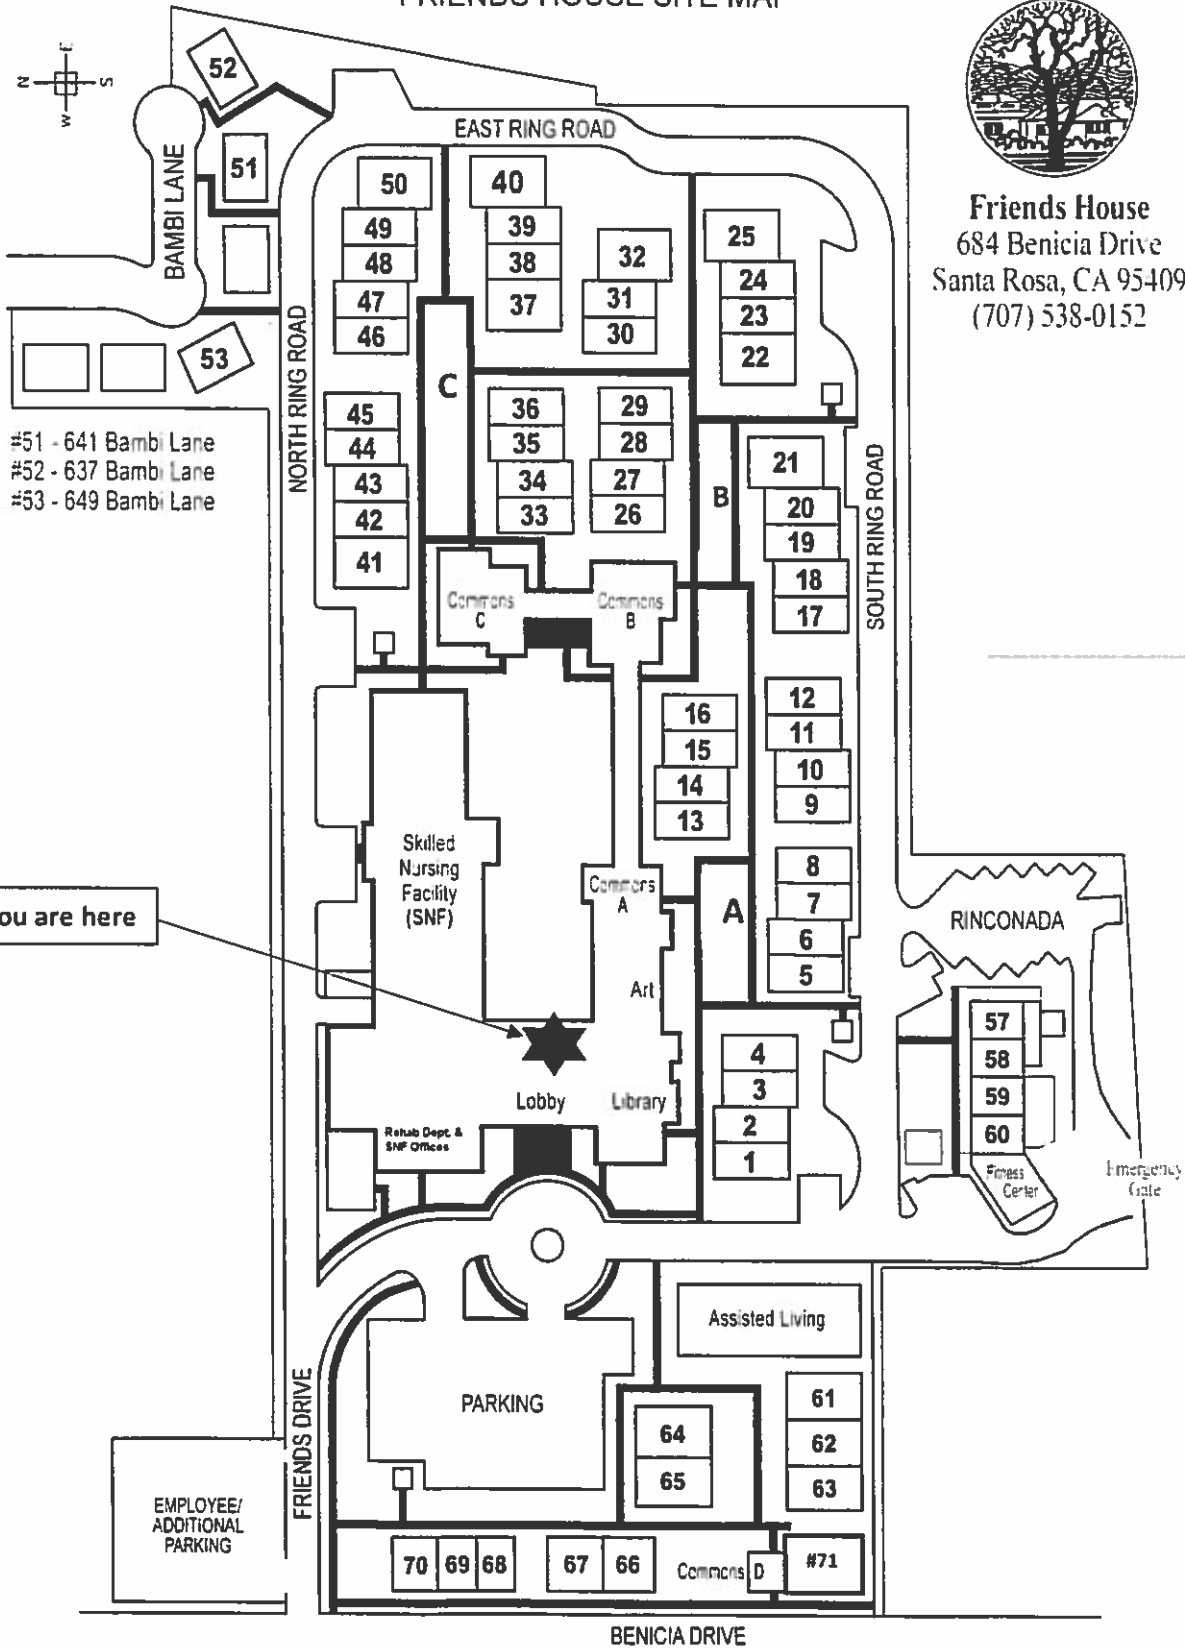 FRIENDS HOUSE SITE MAP
N
E
S
W
Friends House
684 Benicia Drive
Santa Rosa, CA 95409
(707) 538-0152
52
51
BAMBI LANE
53
#51 - 641 Bambi Lane
#52 - 637 Bambi Lane
#53 - 649 Bambi Lane
EAST RING ROAD
NORTH RING ROAD
SOUTH RING ROAD
50
49
48
47
46
45
44
43
42
41
C
40
39
38
37
32
31
30
36
35
34
33
29
28
27
26
25
24
23
22
B
21
20
19
18
17
Commons
C
Commons
B
16
15
14
13
12
11
10
9
8
7
6
5
A
Skilled
Nursing
Facility
(SNF)
Commons
A
Art
ou are here
Lobby
Library
Rehab Dept. &
SNF Offices
4
3
2
1
RINCONADA
57
58
59
60
Fitness
Center
Emergency
Gate
Assisted Living
PARKING
61
62
63
64
65
FRIENDS DRIVE
EMPLOYEE/
ADDITIONAL
PARKING
70
69
68
67
66
Commons D
#71
BENICIA DRIVE